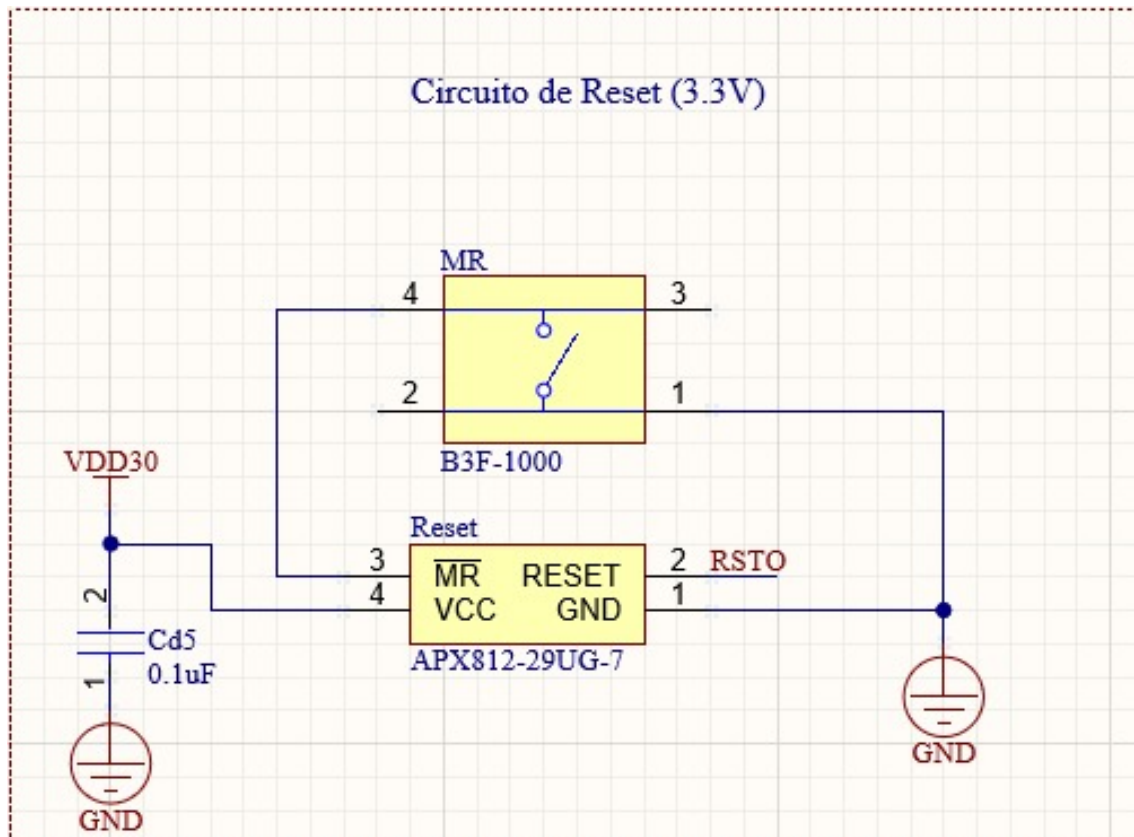 Circuito de Reset (3.3V)
MR
4
3
2
1
B3F-1000
VDD30
Reset
3
MR
RESET
2
RSTO
4
VCC
GND
1
APX812-29UG-7
2
Cd5
0.1uF
1
GND
GND